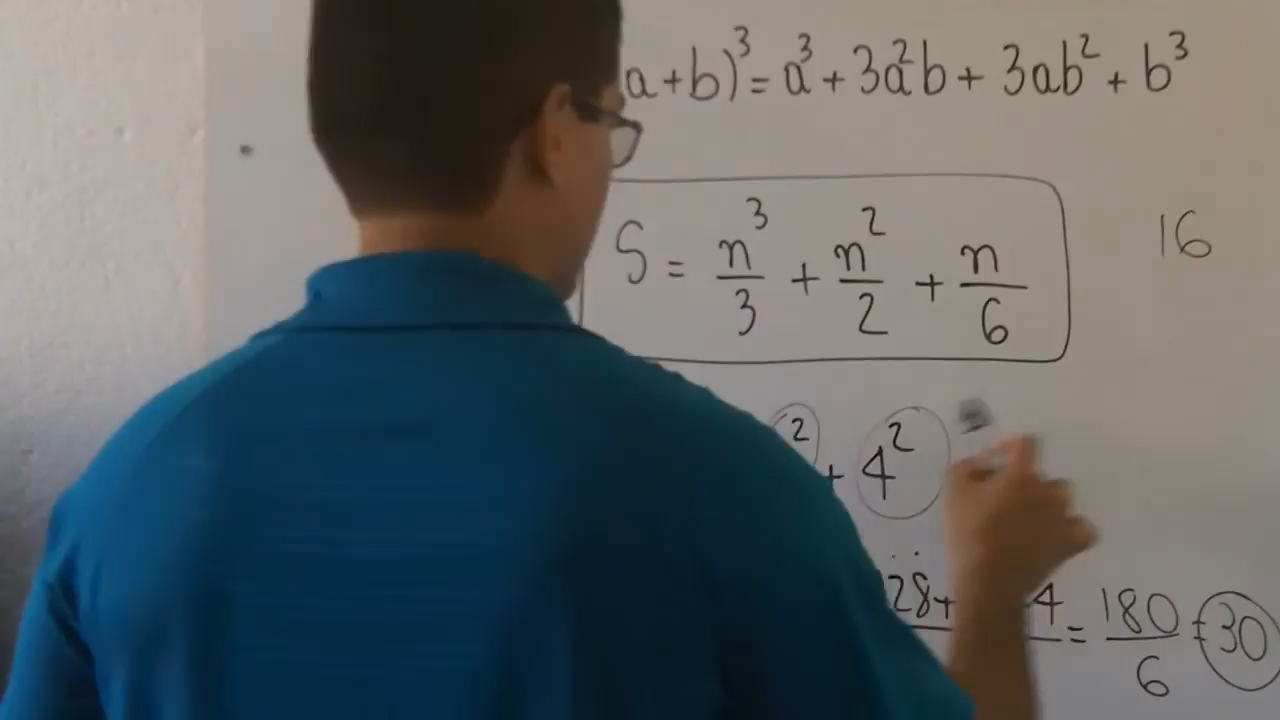 a+b)³ = a³ + 3a²b + 3ab² + b³
S = n³/3 + n²/2 + n/6
16
² + 4²
28+ 4 = 180/6 = 30